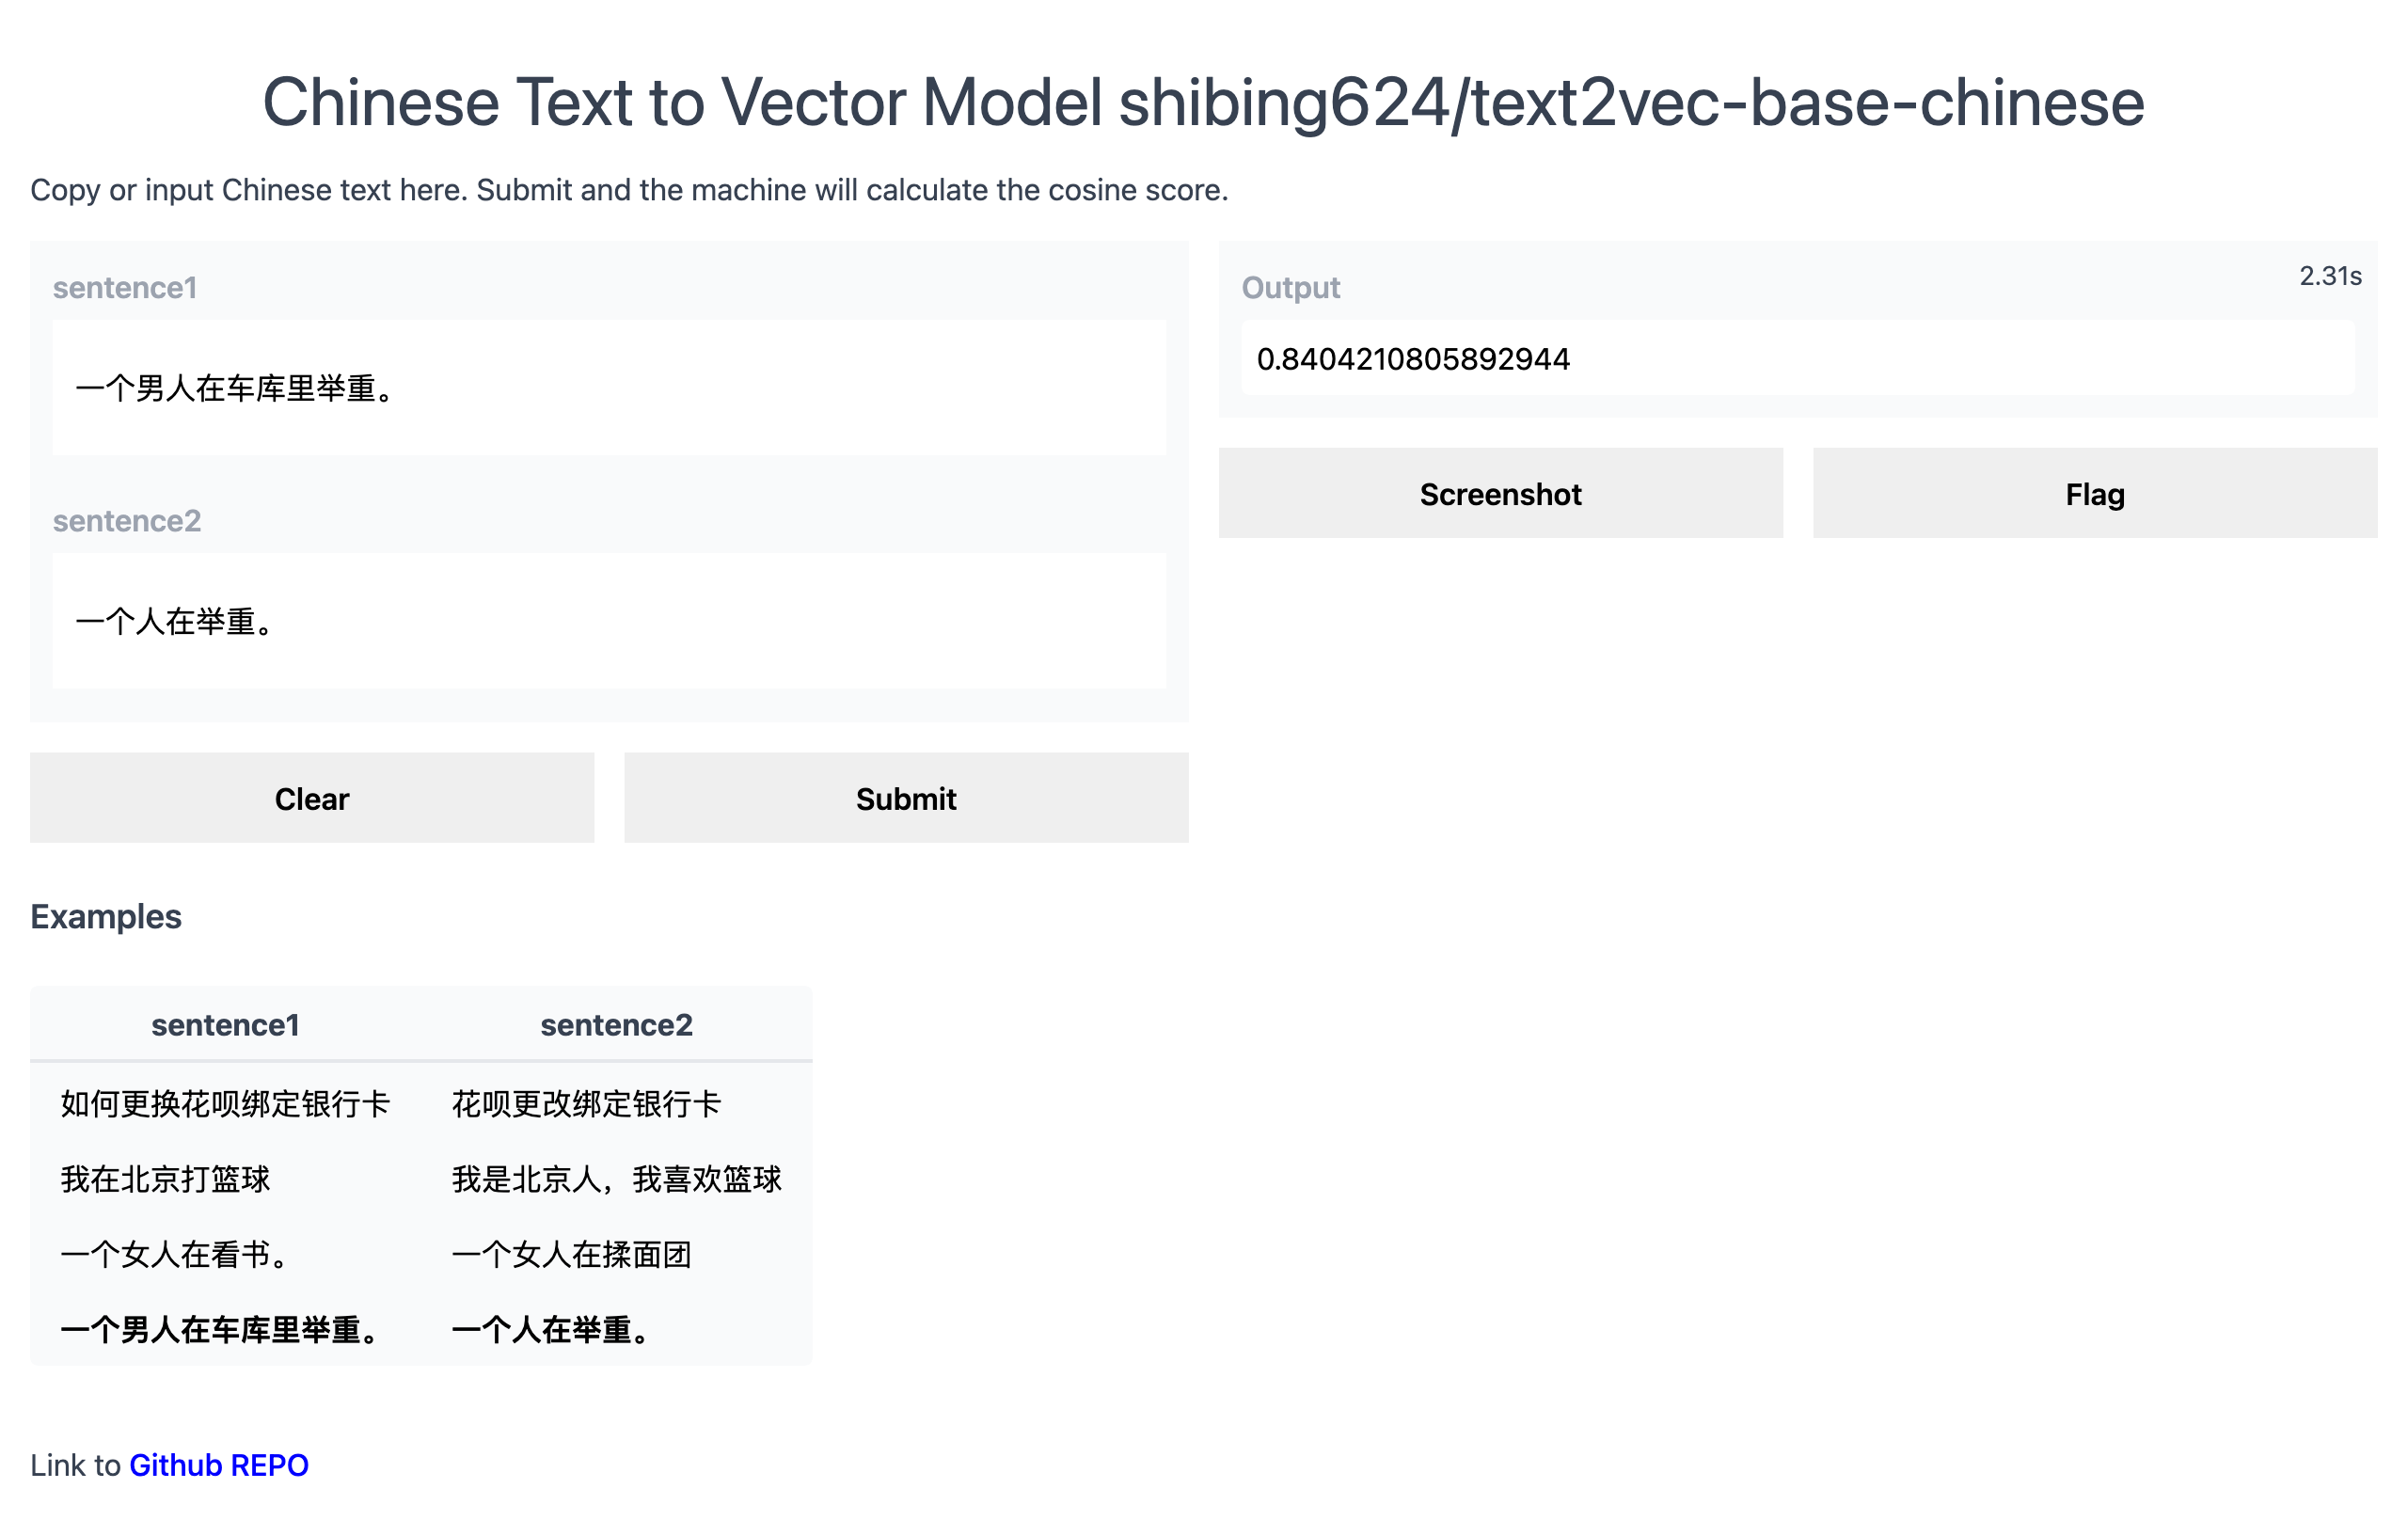 Chinese Text to Vector Model shibing624/text2vec-base-chinese
Copy or input Chinese text here. Submit and the machine will calculate the cosine score.
sentence1
一个男人在车库里举重。
sentence2
一个人在举重。
Clear
Submit
Output
2.31s
0.8404210805892944
Screenshot
Flag
Examples
sentence1 sentence2
如何更换花呗绑定银行卡 花呗更改绑定银行卡
我在北京打篮球 我是北京人，我喜欢篮球
一个女人在看书。 一个女人在揉面团
一个男人在车库里举重。 一个人在举重。
Link to Github REPO